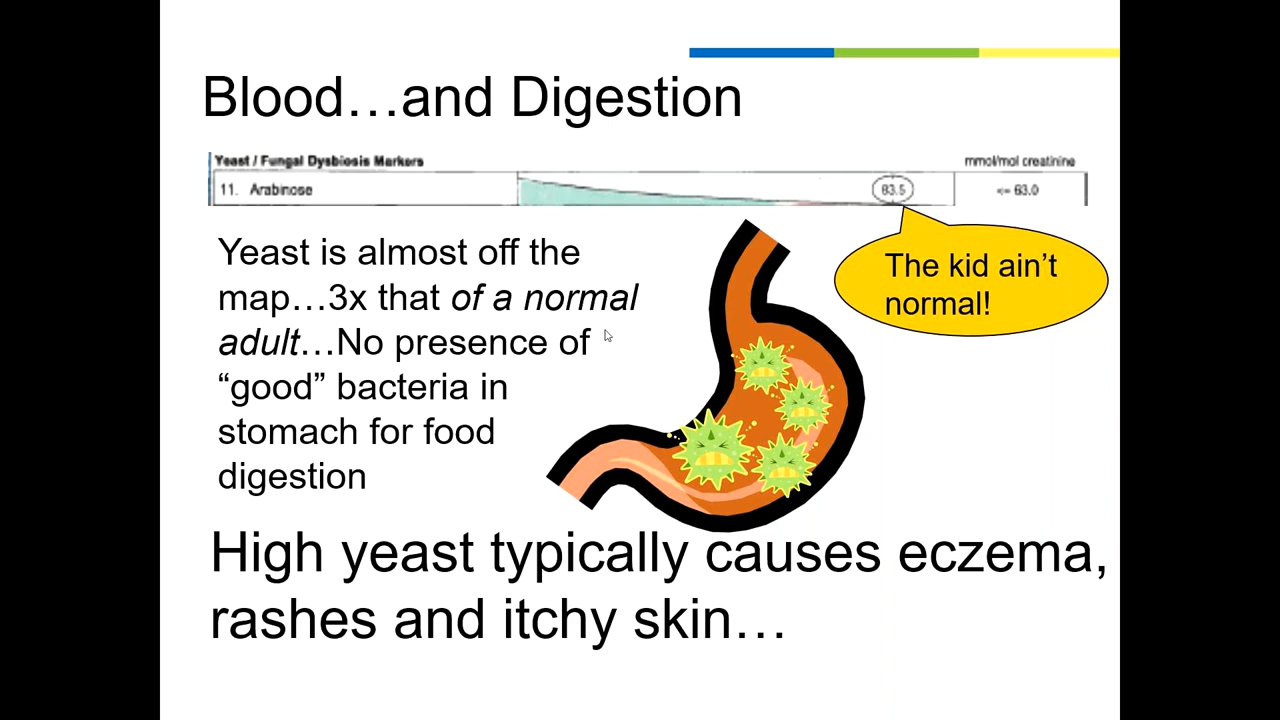 Blood…and Digestion
Yeast / Fungal Dysbiosis Markers mmol/mol creatinine
11. Arabinose 83.5 <= 63.0
Yeast is almost off the
map…3x that of a normal
adult…No presence of
“good” bacteria in
stomach for food
digestion
The kid ain’t
normal!
High yeast typically causes eczema,
rashes and itchy skin…